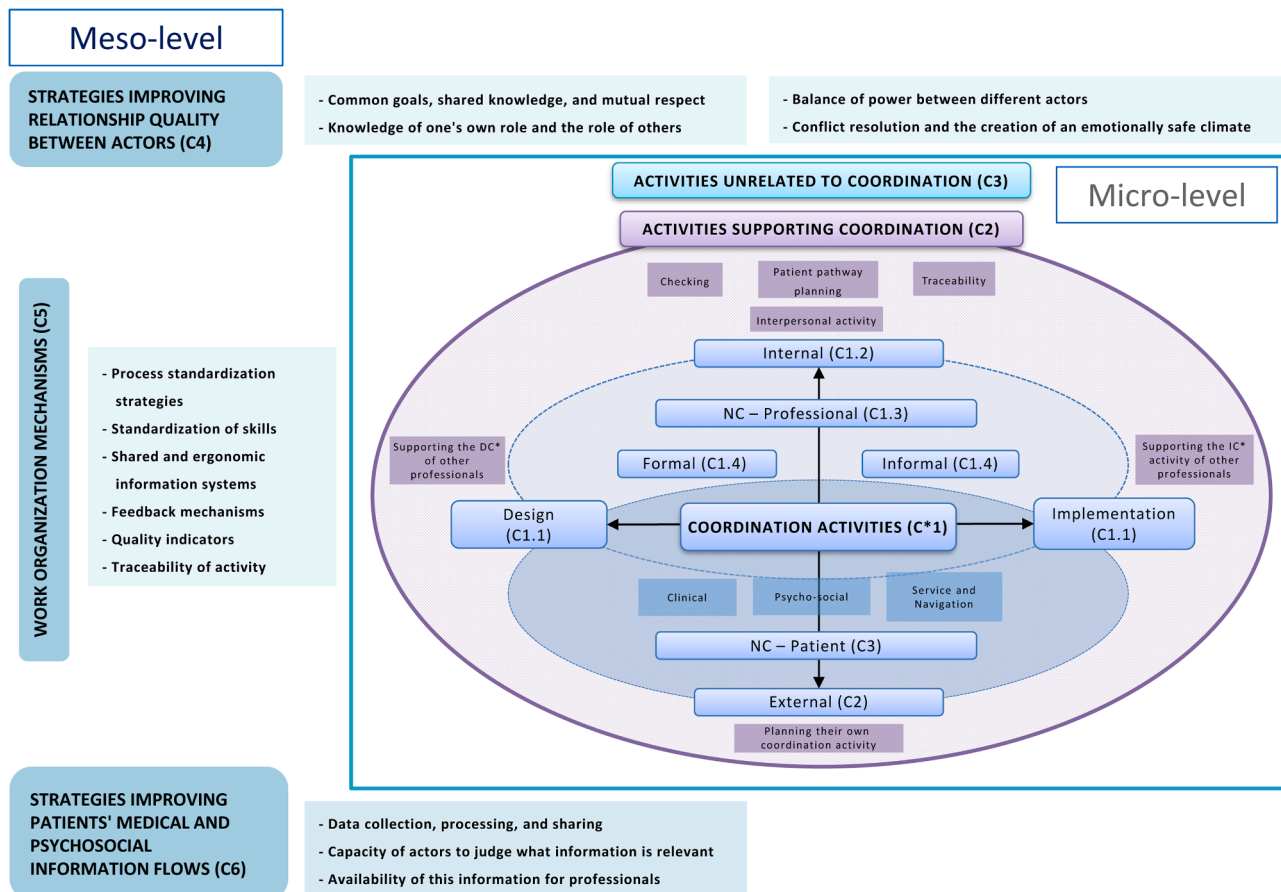 Meso-level
STRATEGIES IMPROVING
RELATIONSHIP QUALITY
BETWEEN ACTORS (C4)
- Common goals, shared knowledge, and mutual respect
- Knowledge of one's own role and the role of others
- Balance of power between different actors
- Conflict resolution and the creation of an emotionally safe climate
ACTIVITIES UNRELATED TO COORDINATION (C3)
Micro-level
ACTIVITIES SUPPORTING COORDINATION (C2)
Checking
Patient pathway
planning
Traceability
Interpersonal activity
Internal (C1.2)
NC – Professional (C1.3)
Supporting the DC*
of other
professionals
Formal (C1.4)
Informal (C1.4)
Supporting the IC*
activity of other
professionals
Design
(C1.1)
COORDINATION ACTIVITIES (C*1)
Implementation
(C1.1)
Clinical
Psycho-social
Service and
Navigation
NC – Patient (C3)
External (C2)
Planning their own
coordination activity
WORK ORGANIZATION MECHANISMS (C5)
- Process standardization
strategies
- Standardization of skills
- Shared and ergonomic
information systems
- Feedback mechanisms
- Quality indicators
- Traceability of activity
STRATEGIES IMPROVING
PATIENTS' MEDICAL AND
PSYCHOSOCIAL
INFORMATION FLOWS (C6)
- Data collection, processing, and sharing
- Capacity of actors to judge what information is relevant
- Availability of this information for professionals